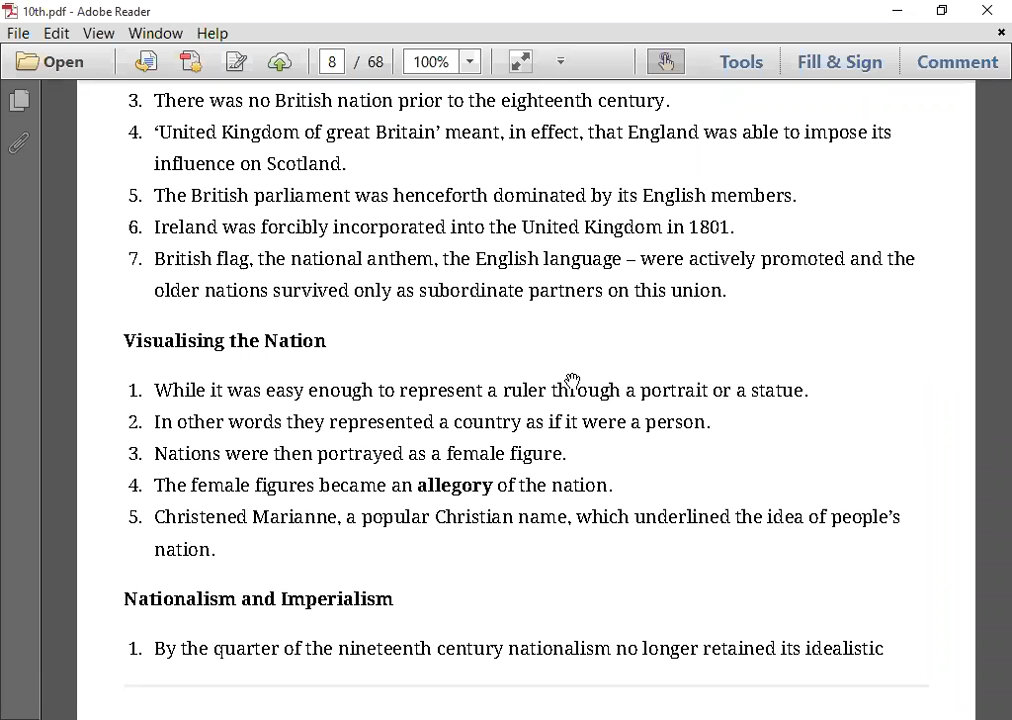 10th.pdf - Adobe Reader
File Edit View Window Help
Open 8 / 68 100% Tools Fill & Sign Comment
3. There was no British nation prior to the eighteenth century.
4. ‘United Kingdom of great Britain’ meant, in effect, that England was able to impose its
influence on Scotland.
5. The British parliament was henceforth dominated by its English members.
6. Ireland was forcibly incorporated into the United Kingdom in 1801.
7. British flag, the national anthem, the English language – were actively promoted and the
older nations survived only as subordinate partners on this union.
Visualising the Nation
1. While it was easy enough to represent a ruler through a portrait or a statue.
2. In other words they represented a country as if it were a person.
3. Nations were then portrayed as a female figure.
4. The female figures became an allegory of the nation.
5. Christened Marianne, a popular Christian name, which underlined the idea of people’s
nation.
Nationalism and Imperialism
1. By the quarter of the nineteenth century nationalism no longer retained its idealistic